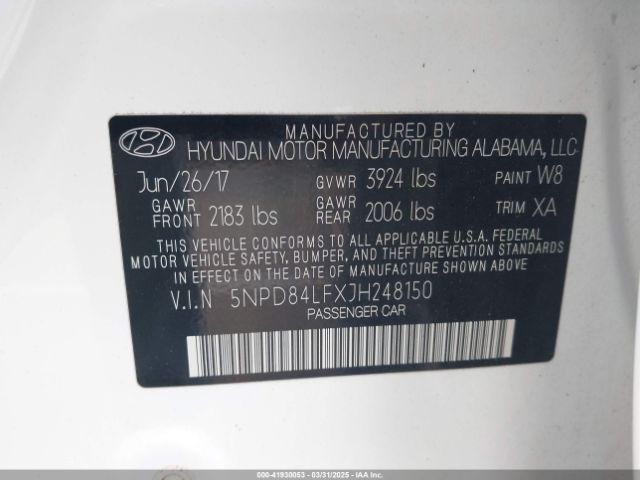 MANUFACTURED BY
HYUNDAI MOTOR MANUFACTURING ALABAMA, LLC
Jun/26/17 GVWR 3924 lbs PAINT W8
GAWR FRONT 2183 lbs GAWR REAR 2006 lbs TRIM XA
THIS VEHICLE CONFORMS TO ALL APPLICABLE U.S.A. FEDERAL
MOTOR VEHICLE SAFETY, BUMPER, AND THEFT PREVENTION STANDARDS
IN EFFECT ON THE DATE OF MANUFACTURE SHOWN ABOVE.
V.I.N 5NPD84LFXJH248150
PASSENGER CAR
000-41930053 - 03/31/2025 - COPYRIGHT IAA, LLC.